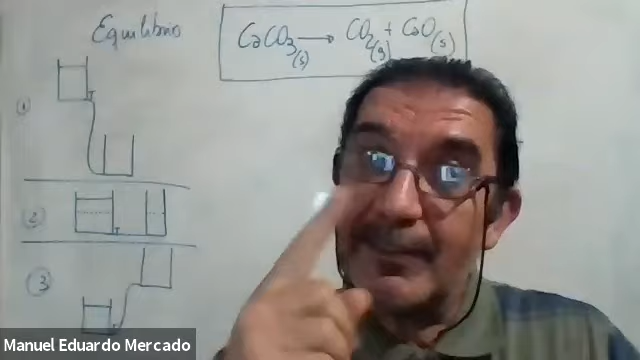 Equilibrio
CaCO3(s) → CO2(g) + CaO(s)
1
2
3
Manuel Eduardo Mercado